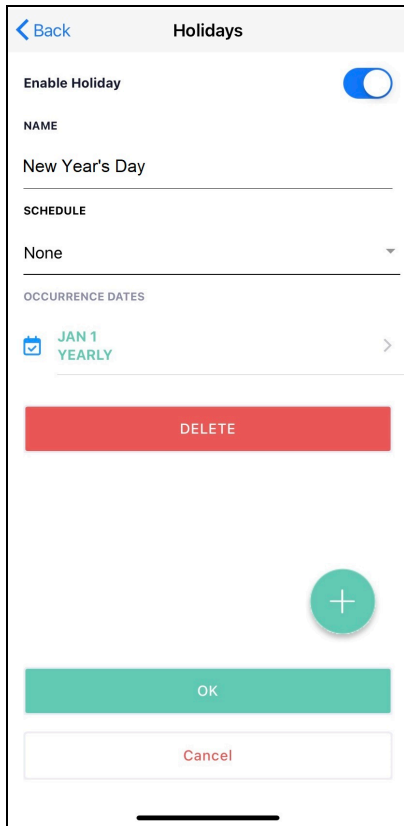 Back
Holidays
Enable Holiday
NAME
New Year's Day
SCHEDULE
None
OCCURRENCE DATES
JAN 1
YEARLY
DELETE
OK
Cancel